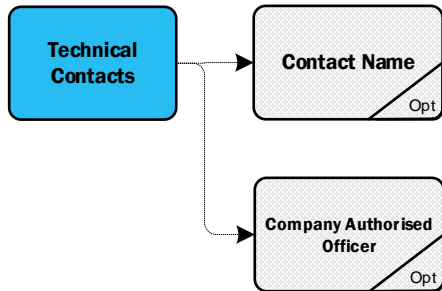 Technical
Contacts
Contact Name
Opt
Company Authorised
Officer
Opt